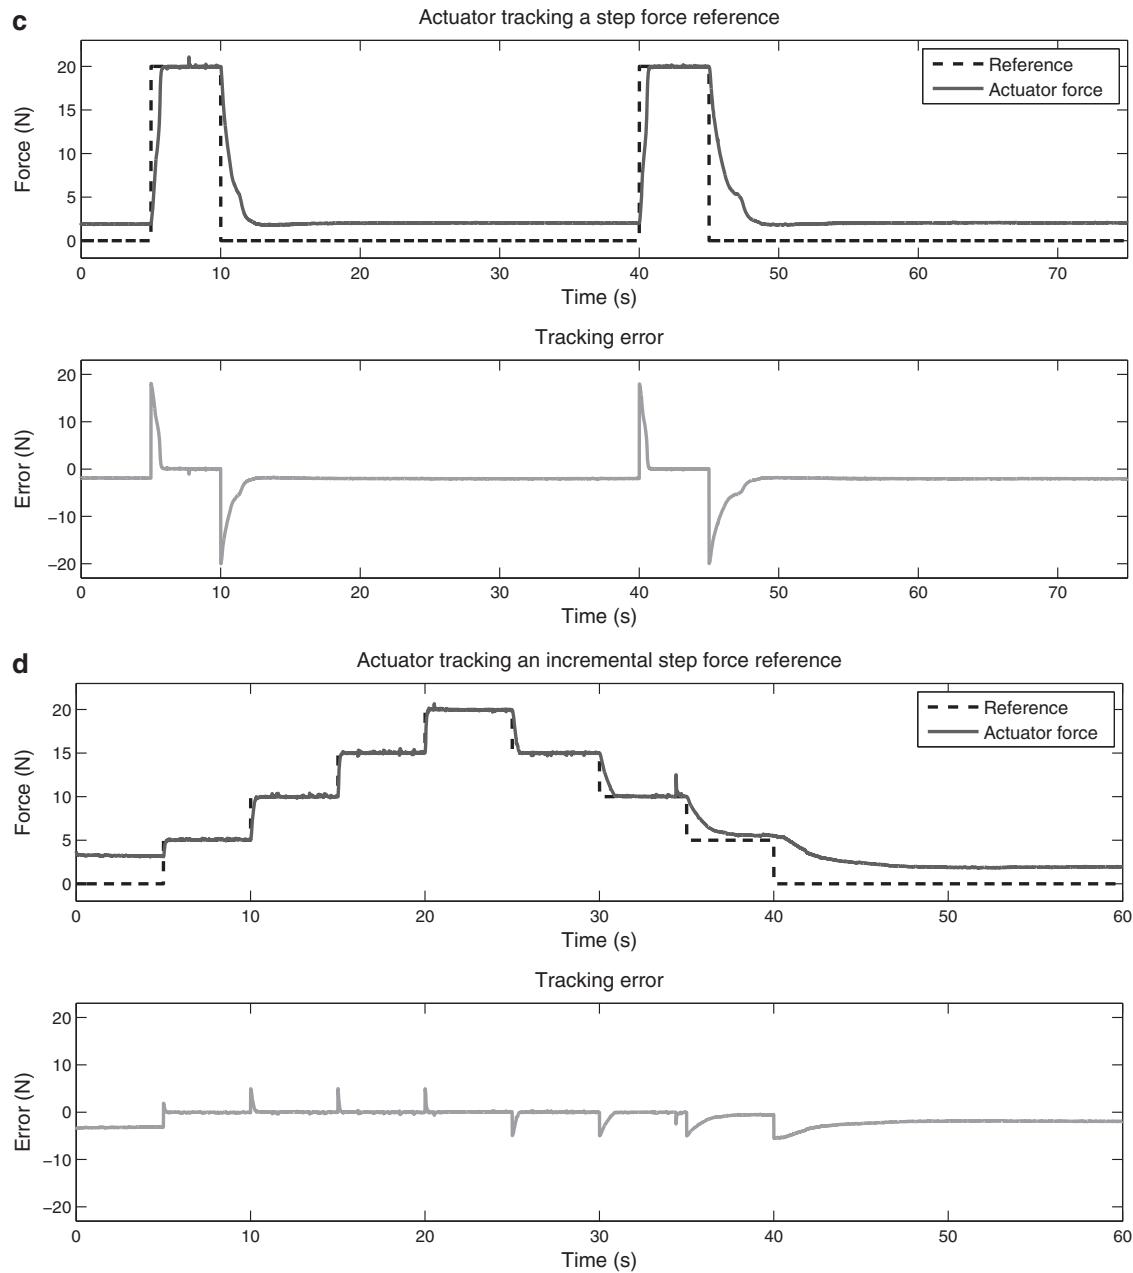 c
Actuator tracking a step force reference
Force (N)
20
15
10
5
0
Reference
Actuator force
0 10 20 30 40 50 60 70
Time (s)
Tracking error
Error (N)
20
10
0
−10
−20
0 10 20 30 40 50 60 70
Time (s)
d
Actuator tracking an incremental step force reference
Force (N)
20
15
10
5
0
Reference
Actuator force
0 10 20 30 40 50 60
Time (s)
Tracking error
Error (N)
20
10
0
−10
−20
0 10 20 30 40 50 60
Time (s)